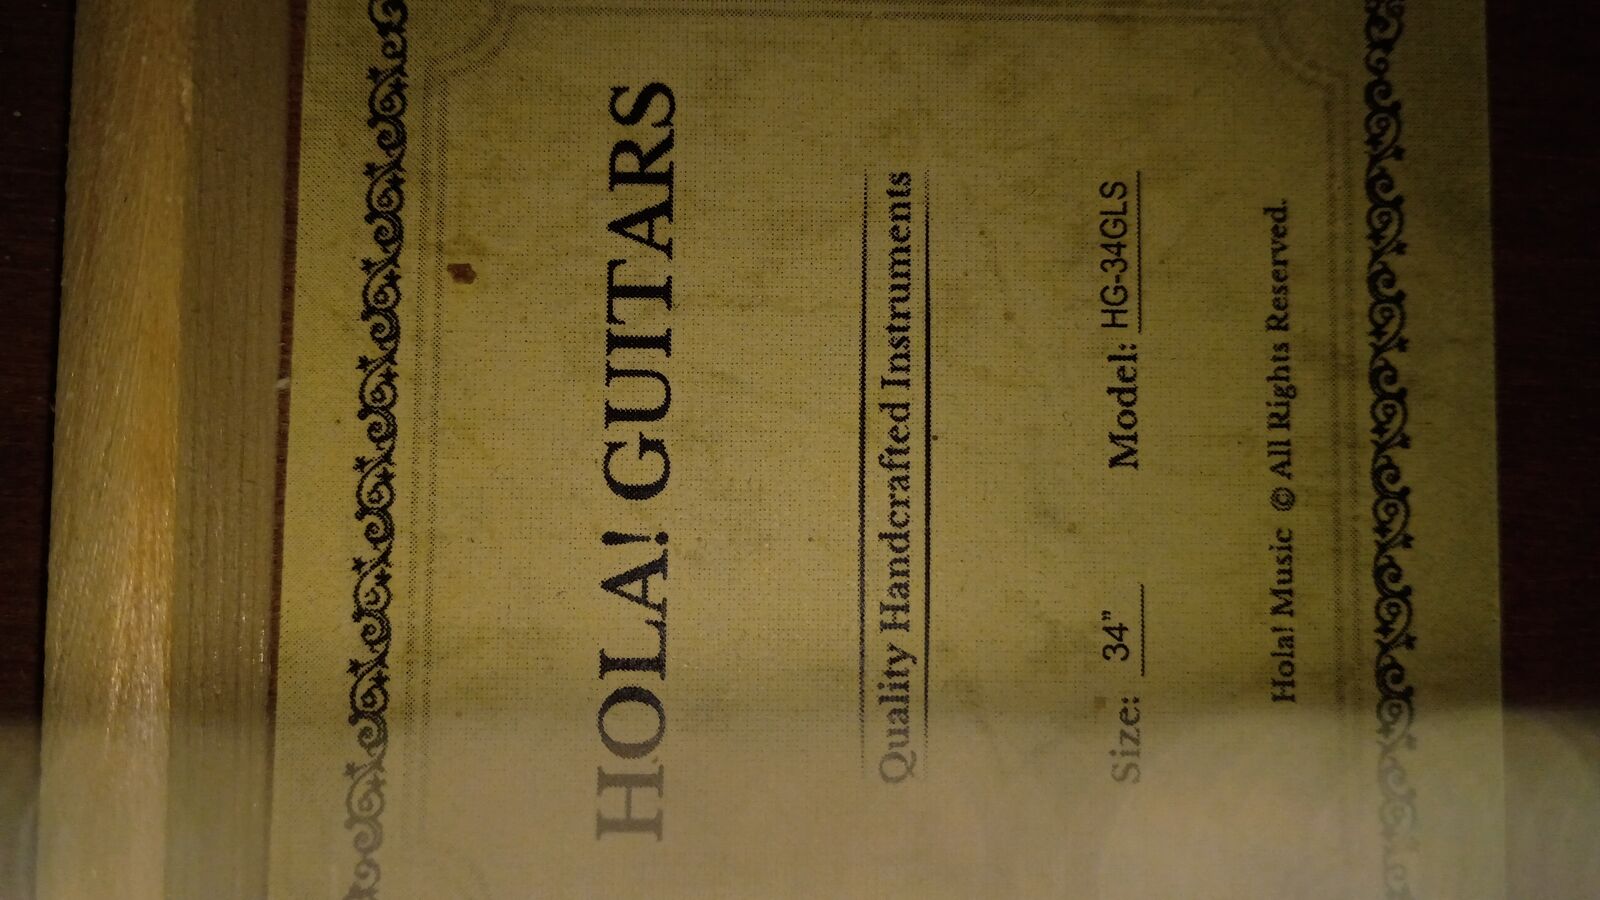 HOLA! GUITARS
Quality Handcrafted Instruments
Size: 34” Model: HG-34GLS
Hola! Music © All Rights Reserved.